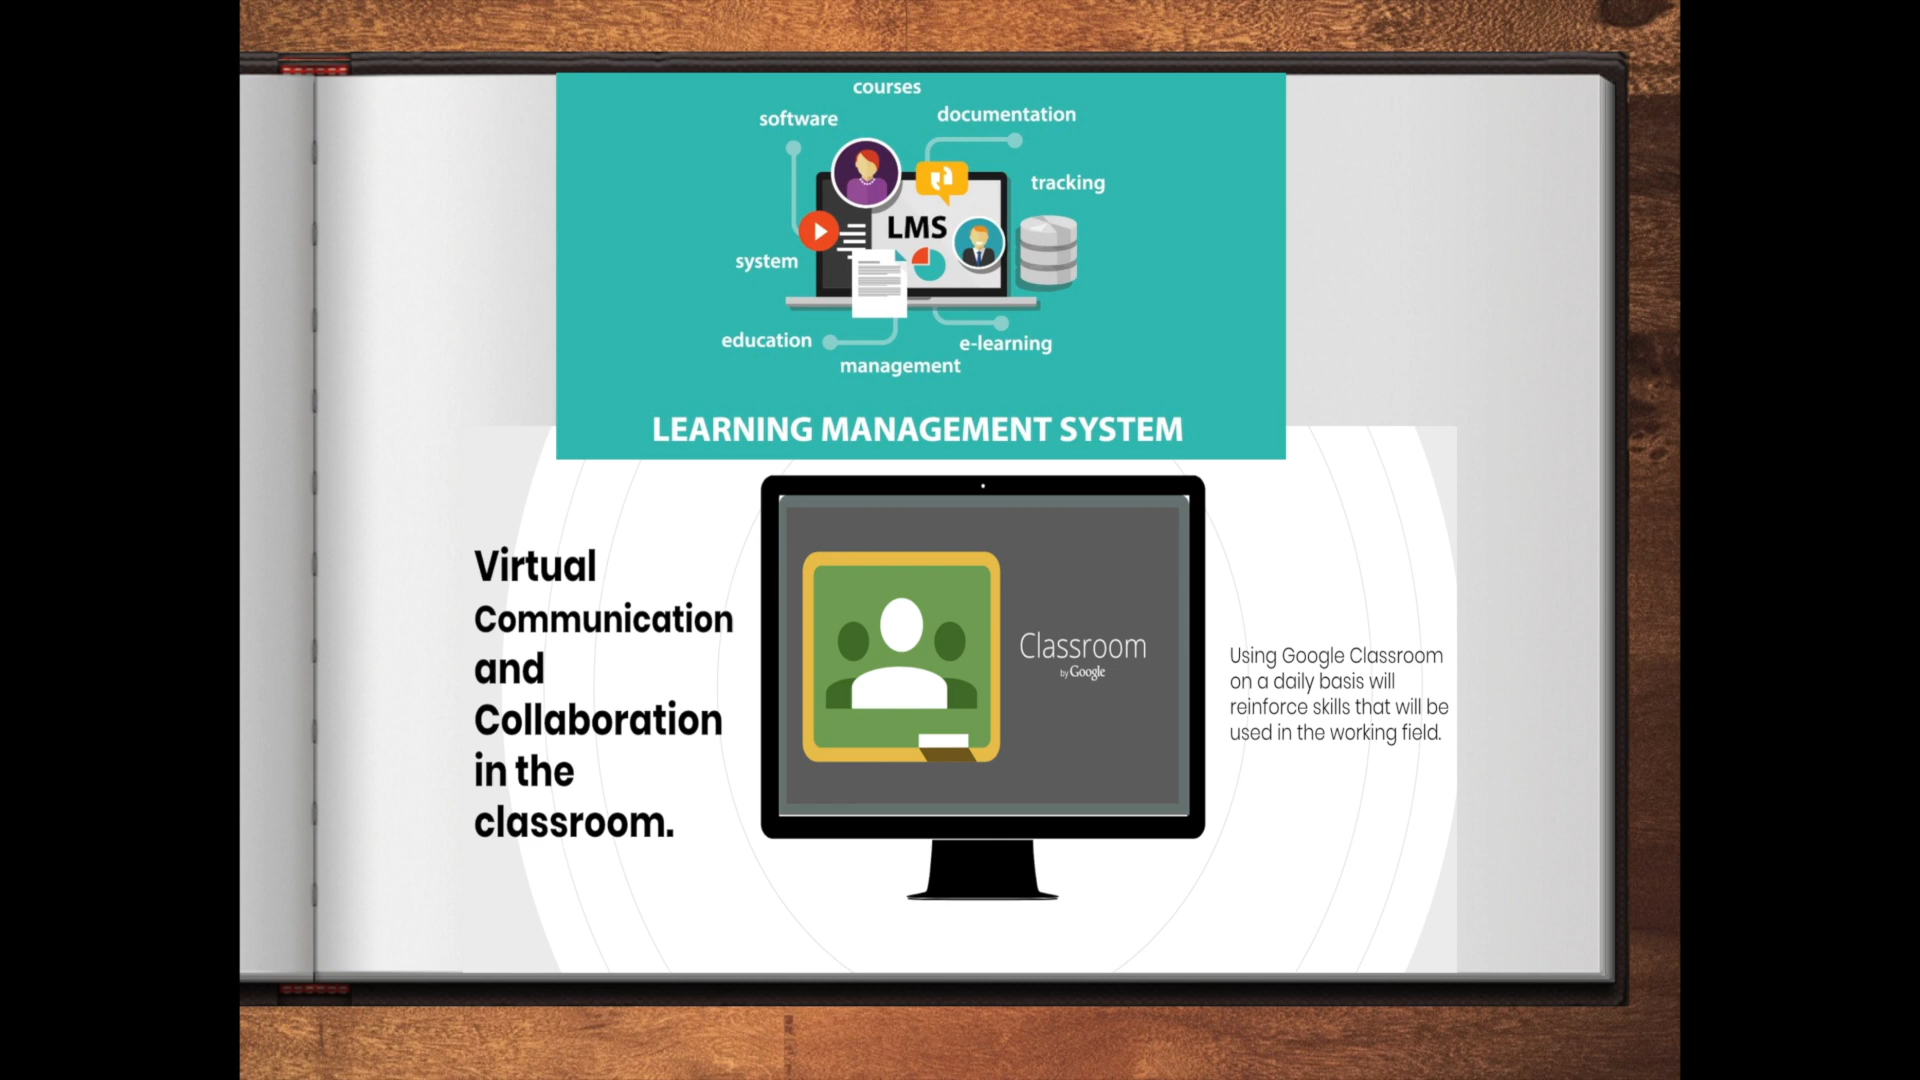 courses
software
documentation
tracking
LMS
system
education
e-learning
management
LEARNING MANAGEMENT SYSTEM
Virtual
Communication
and
Collaboration
in the
classroom.
Classroom
by Google
Using Google Classroom
on a daily basis will
reinforce skills that will be
used in the working field.